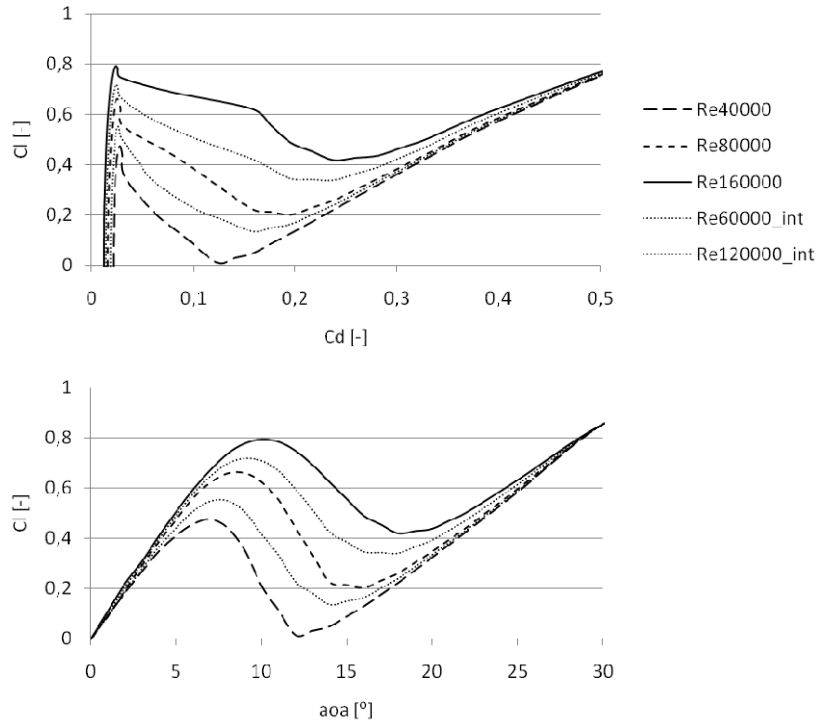 1
0,8
0,6
0,4
0,2
0
Cl [-]
0
0,1
0,2
0,3
0,4
0,5
Cd [-]
Re40000
Re80000
Re160000
Re60000_int
Re120000_int
1
0,8
0,6
0,4
0,2
0
Cl [-]
0
5
10
15
20
25
30
aoa [º]